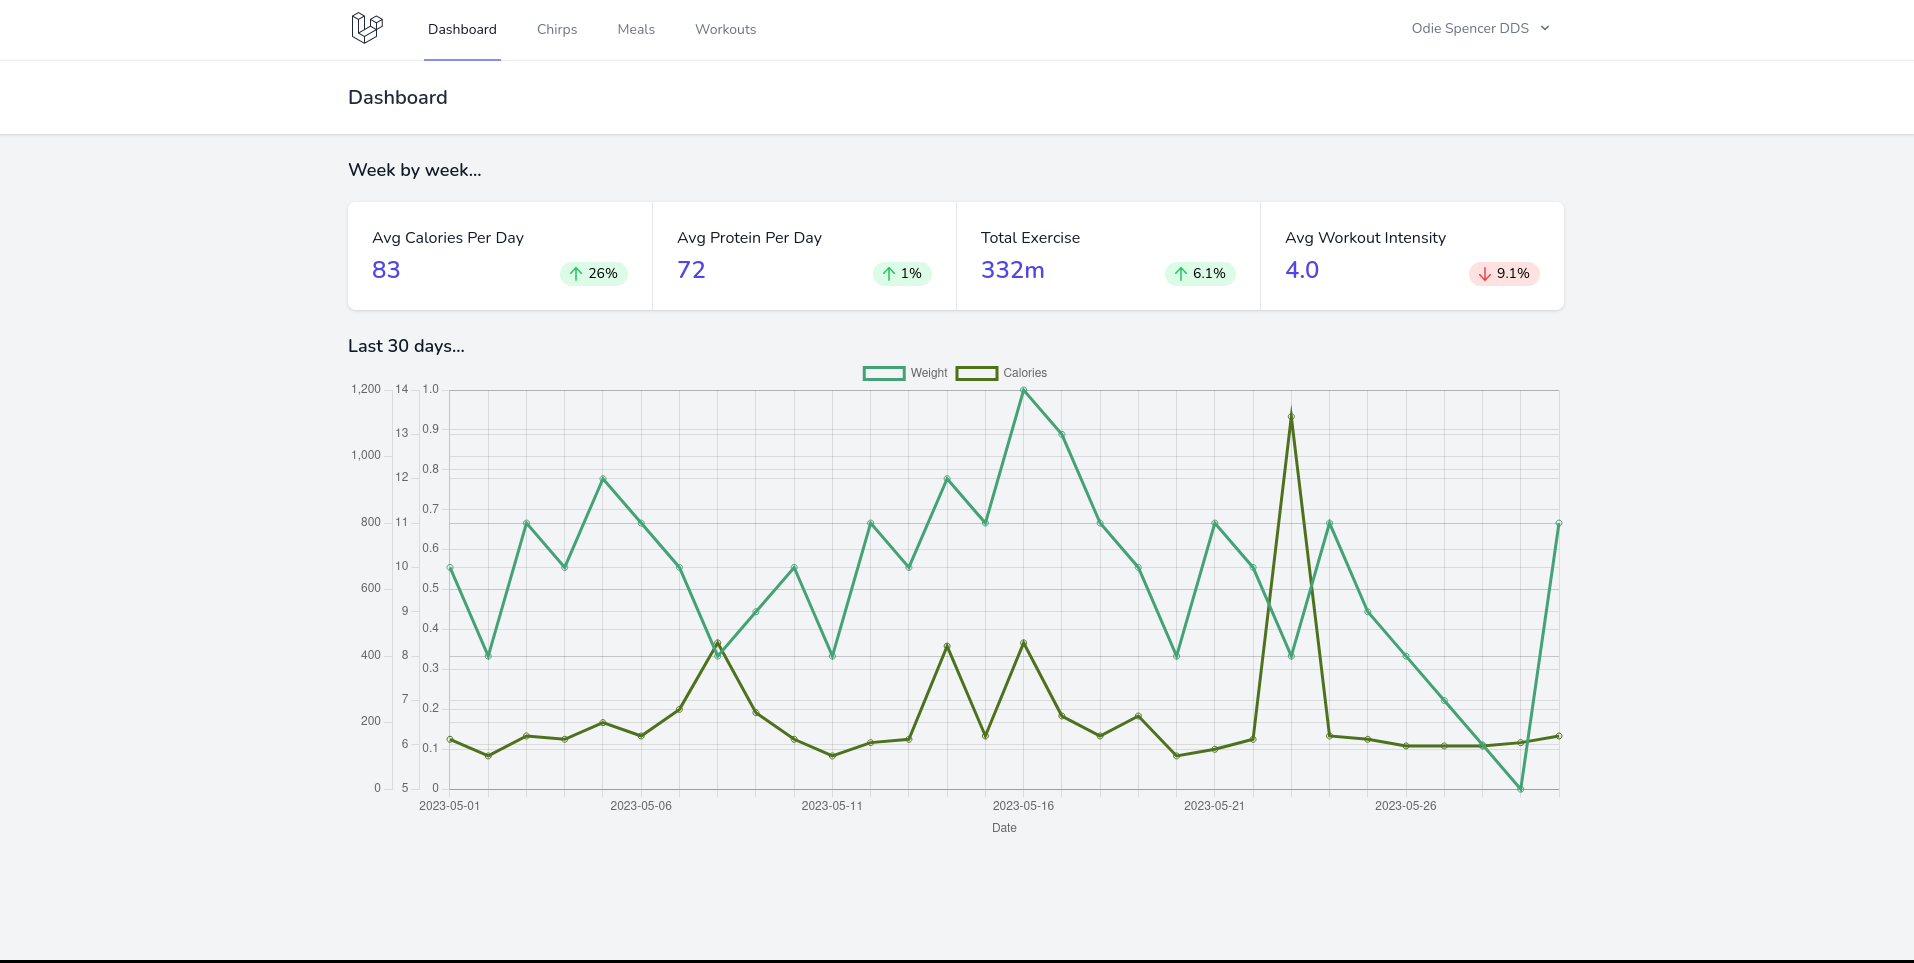 Dashboard Chirps Meals Workouts Odie Spencer DDS
Dashboard
Week by week...
Avg Calories Per Day Avg Protein Per Day Total Exercise Avg Workout Intensity
83 26% 72 1% 332m 6.1% 4.0 9.1%
Last 30 days...
Weight Calories
1,200 14 1.0
0.9
13
1,000
0.8
12
0.7
800 11
0.6
10
600 0.5
9
0.4
400 8
0.3
7
0.2
200
6
0.1
0 5 0
2023-05-01 2023-05-06 2023-05-11 2023-05-16 2023-05-21 2023-05-26
Date